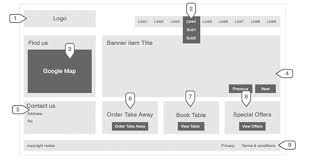 1
Logo
2
Link1 Link2 Link3 Link4 Link5 Link6 Link7
Sub1
Sub2
Find us
3
Google Map
Banner Item Title
4
Previous Next
5
Contact us
Address:
Tel:
6
Order Take Away
Order Take Away
7
Book Table
View Table
8
Special Offers
View Offers
copyright notice
Privacy Terms & conditions
9